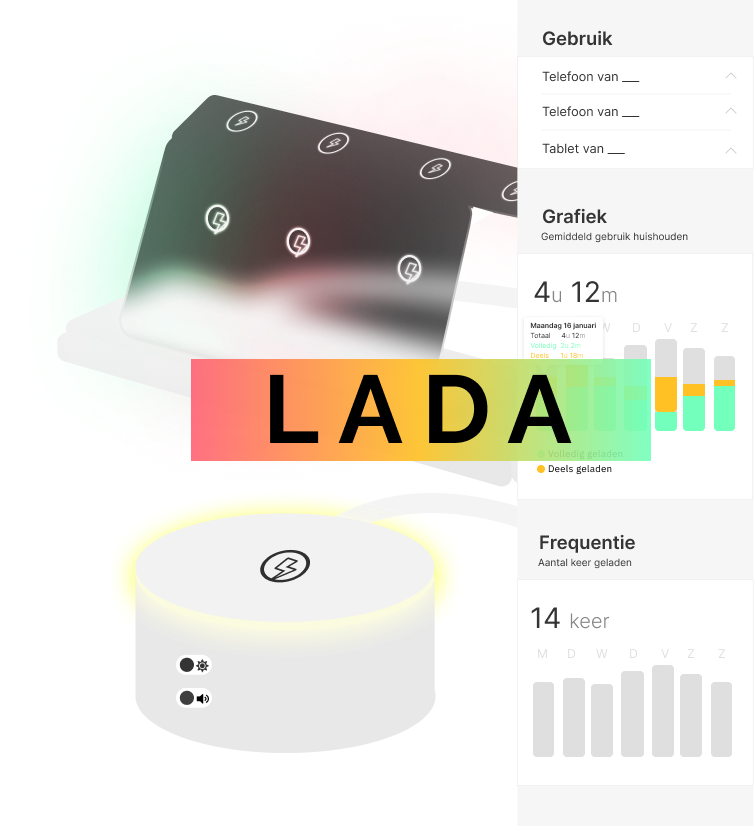 Gebruik
Telefoon van ___
Telefoon van ___
Tablet van ___
Grafiek
Gemiddeld gebruik huishouden
4u 12m
Maandag 16 januari
Totaal 4u 12m
Volledig 2u 2m
Deels 1u 18m
W D V Z Z
LADA
Volledig geladen
Deels geladen
Frequentie
Aantal keer geladen
14 keer
M D W D V Z Z